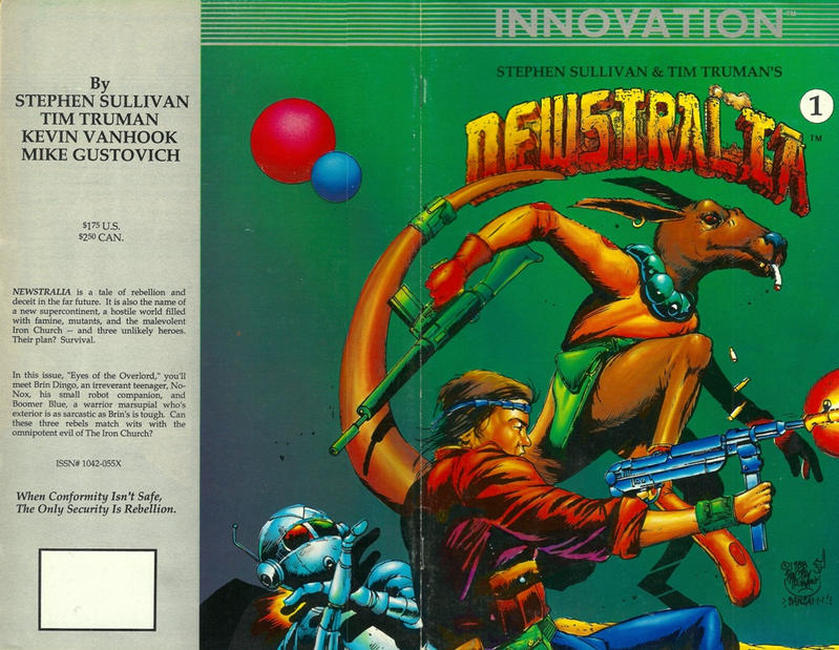 By
STEPHEN SULLIVAN
TIM TRUMAN
KEVIN VANHOOK
MIKE GUSTOVICH
$1.75 U.S.
$2.50 CAN.
NEWSTRALIA is a tale of rebellion and
deceit in the far future. It is also the name of
a new supercontinent, a hostile world filled
with famine, mutants, and the malevolent
Iron Church -- and three unlikely heroes.
Their plan? Survival.
In this issue, "Eyes of the Overlord," you'll
meet Brin Dingo, an irreverant teenager, No-
Nox, his small robot companion, and
Boomer Blue, a warrior marsupial who's
exterior is as sarcastic as Brin's is tough. Can
these three rebels match wits with the
omnipotent evil of The Iron Church?
ISSN# 1042-055X
When Conformity Isn't Safe,
The Only Security Is Rebellion.
INNOVATION™
STEPHEN SULLIVAN & TIM TRUMAN'S
NEWSTRALIA™
1
©1988